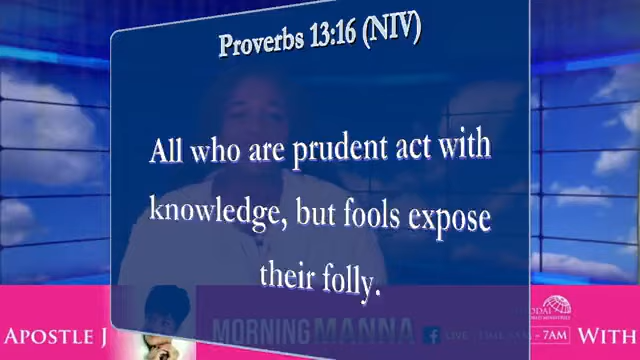 Proverbs 13:16 (NIV)
All who are prudent act with
knowledge, but fools expose
their folly.
APOSTLE J
MORNING MANNA
LIVE
- 7AM
WITH